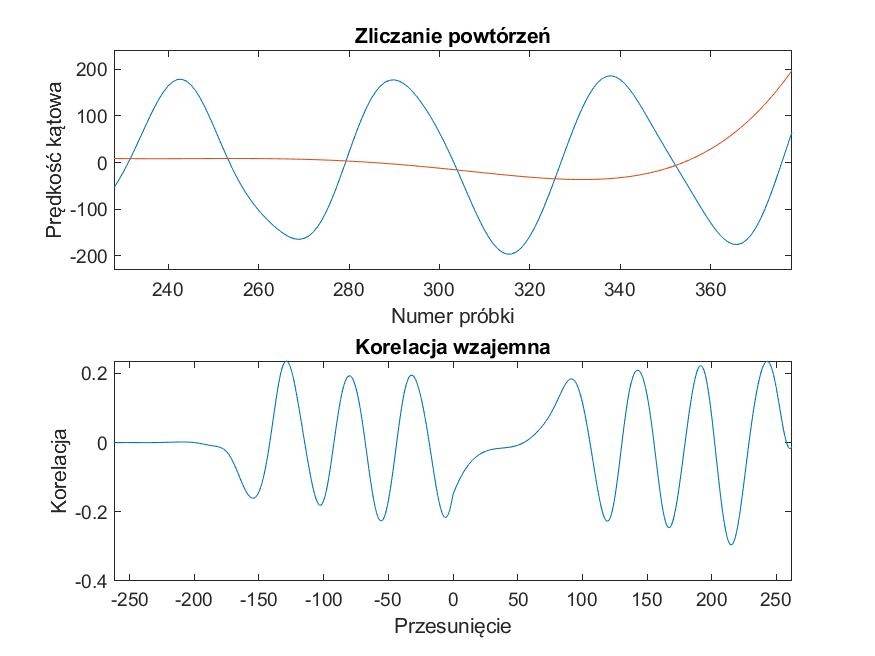 Zliczanie powtórzeń
200
100
0
-100
-200
Prędkość kątowa
240 260 280 300 320 340 360
Numer próbki
Korelacja wzajemna
0.2
0
-0.2
-0.4
Korelacja
-250 -200 -150 -100 -50 0 50 100 150 200 250
Przesunięcie